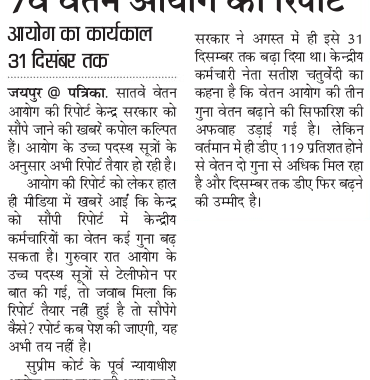 7वें वेतन आयोग की रिपोर्ट
आयोग का कार्यकाल
31 दिसंबर तक
जयपुर @ पत्रिका. सातवें वेतन
आयोग की रिपोर्ट केन्द्र सरकार को
सौंपे जाने की खबरें कपोल कल्पित
हैं। आयोग के उच्च पदस्थ सूत्रों के
अनुसार अभी रिपोर्ट तैयार हो रही है।
आयोग की रिपोर्ट को लेकर हाल
ही मीडिया में खबरें आईं कि केन्द्र
को सौंपी रिपोर्ट में केन्द्रीय
कर्मचारियों का वेतन कई गुना बढ़
सकता है। गुरुवार रात आयोग के
उच्च पदस्थ सूत्रों से टेलीफोन पर
बात की गई, तो जवाब मिला कि
रिपोर्ट तैयार नहीं हुई है तो सौपेंगे
कैसे? रपोर्ट कब पेश की जाएगी, यह
अभी तय नहीं है।
सुप्रीम कोर्ट के पूर्व न्यायाधीश
सरकार ने अगस्त में ही इसे 31
दिसम्बर तक बढ़ा दिया था। केन्द्रीय
कर्मचारी नेता सतीश चतुर्वेदी का
कहना है कि वेतन आयोग की तीन
गुना वेतन बढ़ाने की सिफारिश की
अफवाह उड़ाई गई है। लेकिन
वर्तमान में ही डीए 119 प्रतिशत होने
से वेतन दो गुना से अधिक मिल रहा
है और दिसम्बर तक डीए फिर बढ़ने
की उम्मीद है।